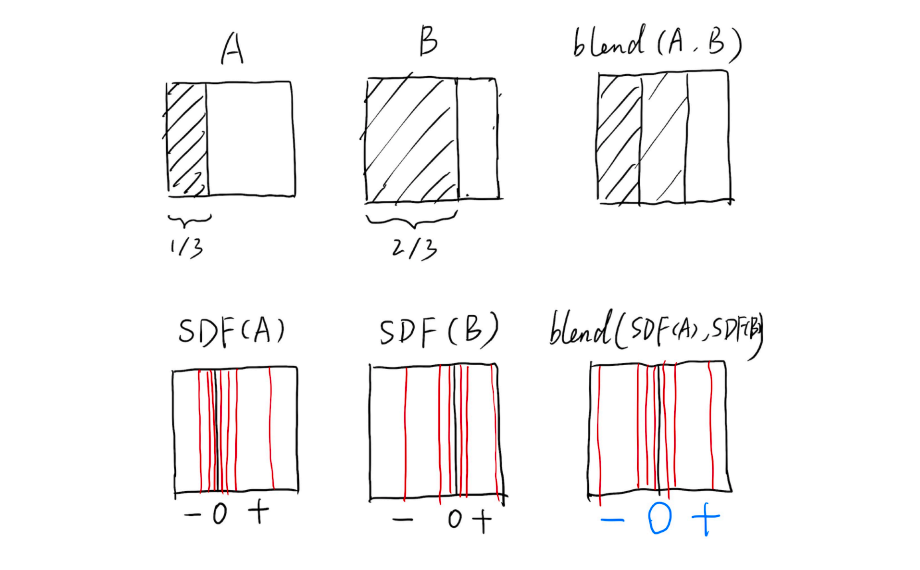 A
B
blend (A, B)
1/3
2/3
SDF(A)
SDF (B)
blend(SDF(A), SDF(B))
- 0 +
- 0 +
- 0 +